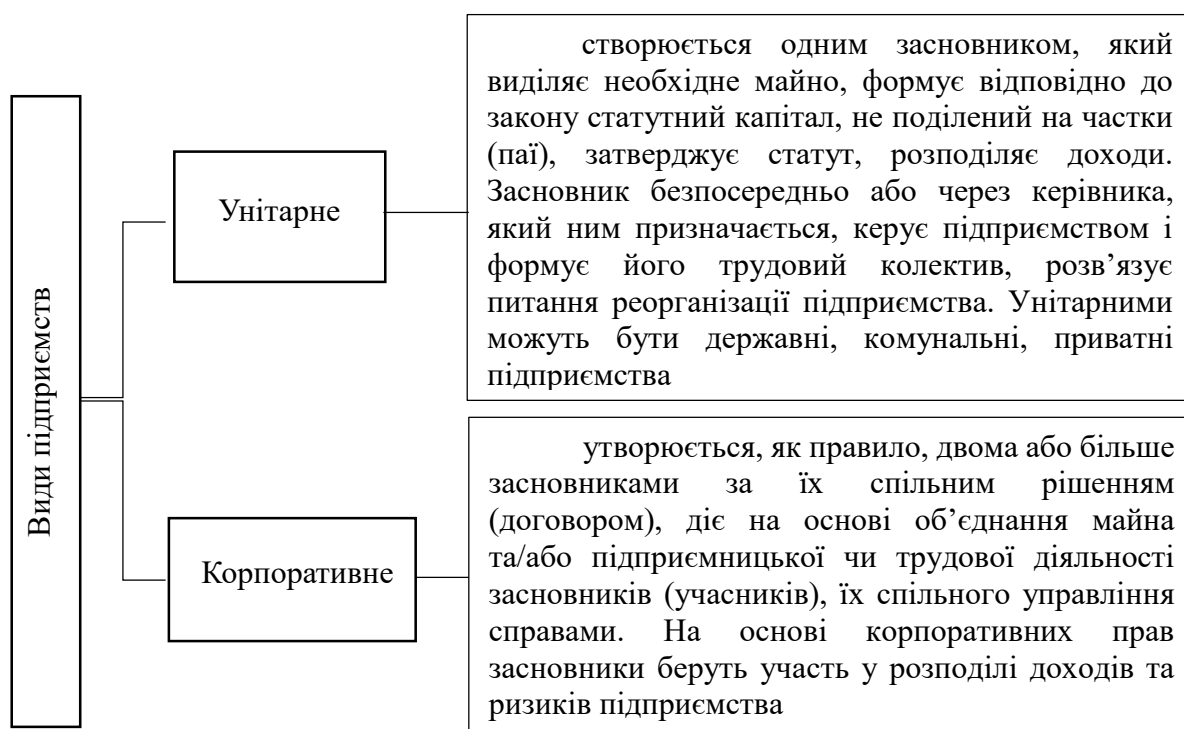 Види підприємств
Унітарне
створюється одним засновником, який
виділяє необхідне майно, формує відповідно до
закону статутний капітал, не поділений на частки
(паї), затверджує статут, розподіляє доходи.
Засновник безпосередньо або через керівника,
який ним призначається, керує підприємством і
формує його трудовий колектив, розв’язує
питання реорганізації підприємства. Унітарними
можуть бути державні, комунальні, приватні
підприємства
Корпоративне
утворюється, як правило, двома або більше
засновниками за їх спільним рішенням
(договором), діє на основі об’єднання майна
та/або підприємницької чи трудової діяльності
засновників (учасників), їх спільного управління
справами. На основі корпоративних прав
засновники беруть участь у розподілі доходів та
ризиків підприємства